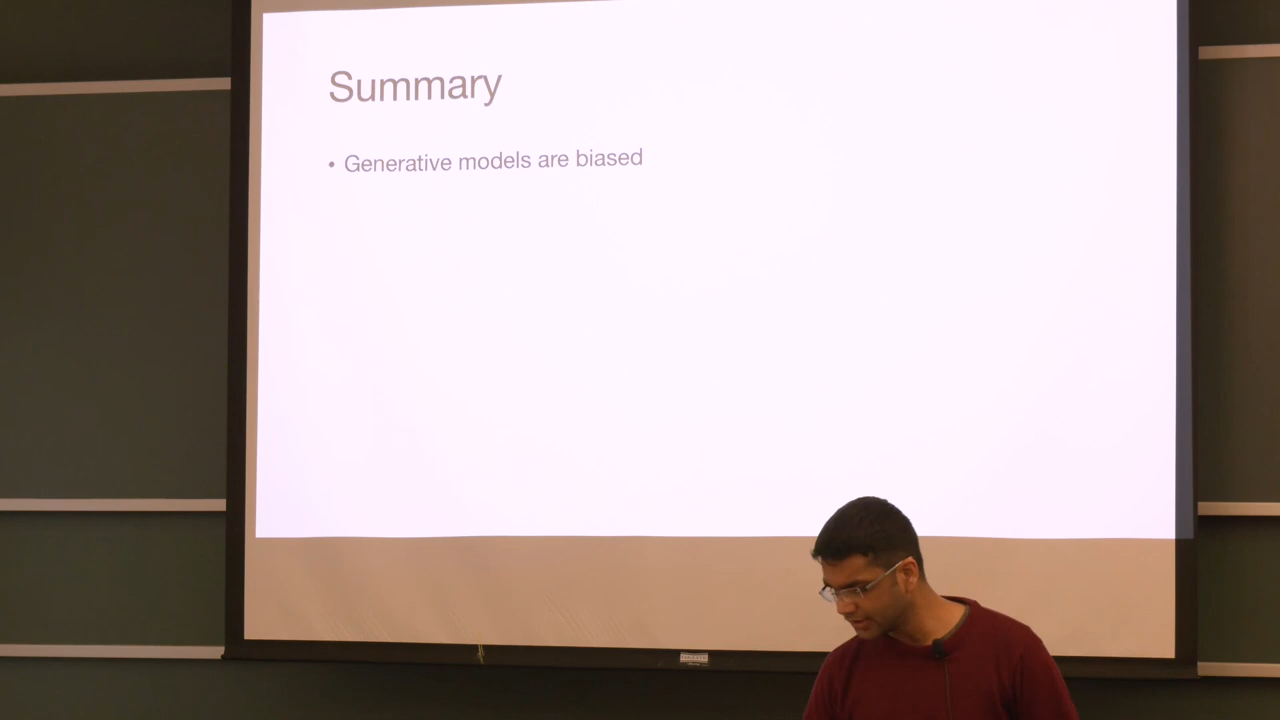 Summary
• Generative models are biased